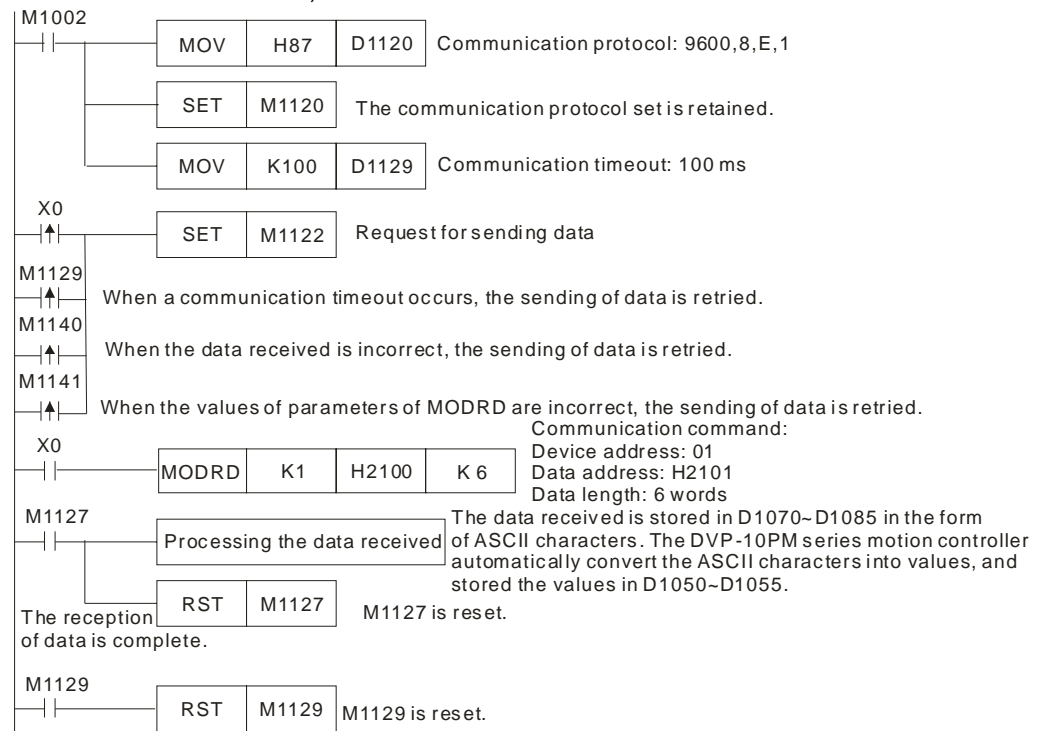 M1002
MOV H87 D1120 Communication protocol: 9600,8,E,1
SET M1120 The communication protocol set is retained.
MOV K100 D1129 Communication timeout: 100 ms
X0
SET M1122 Request for sending data
M1129
When a communication timeout occurs, the sending of data is retried.
M1140
When the data received is incorrect, the sending of data is retried.
M1141
When the values of parameters of MODRD are incorrect, the sending of data is retried.
X0
MODRD K1 H2100 K 6
Communication command:
Device address: 01
Data address: H2101
Data length: 6 words
M1127
Processing the data received
The data received is stored in D1070~D1085 in the form
of ASCII characters. The DVP-10PM series motion controller
automatically convert the ASCII characters into values, and
stored the values in D1050~D1055.
RST M1127 M1127 is reset.
The reception
of data is complete.
M1129
RST M1129 M1129 is reset.